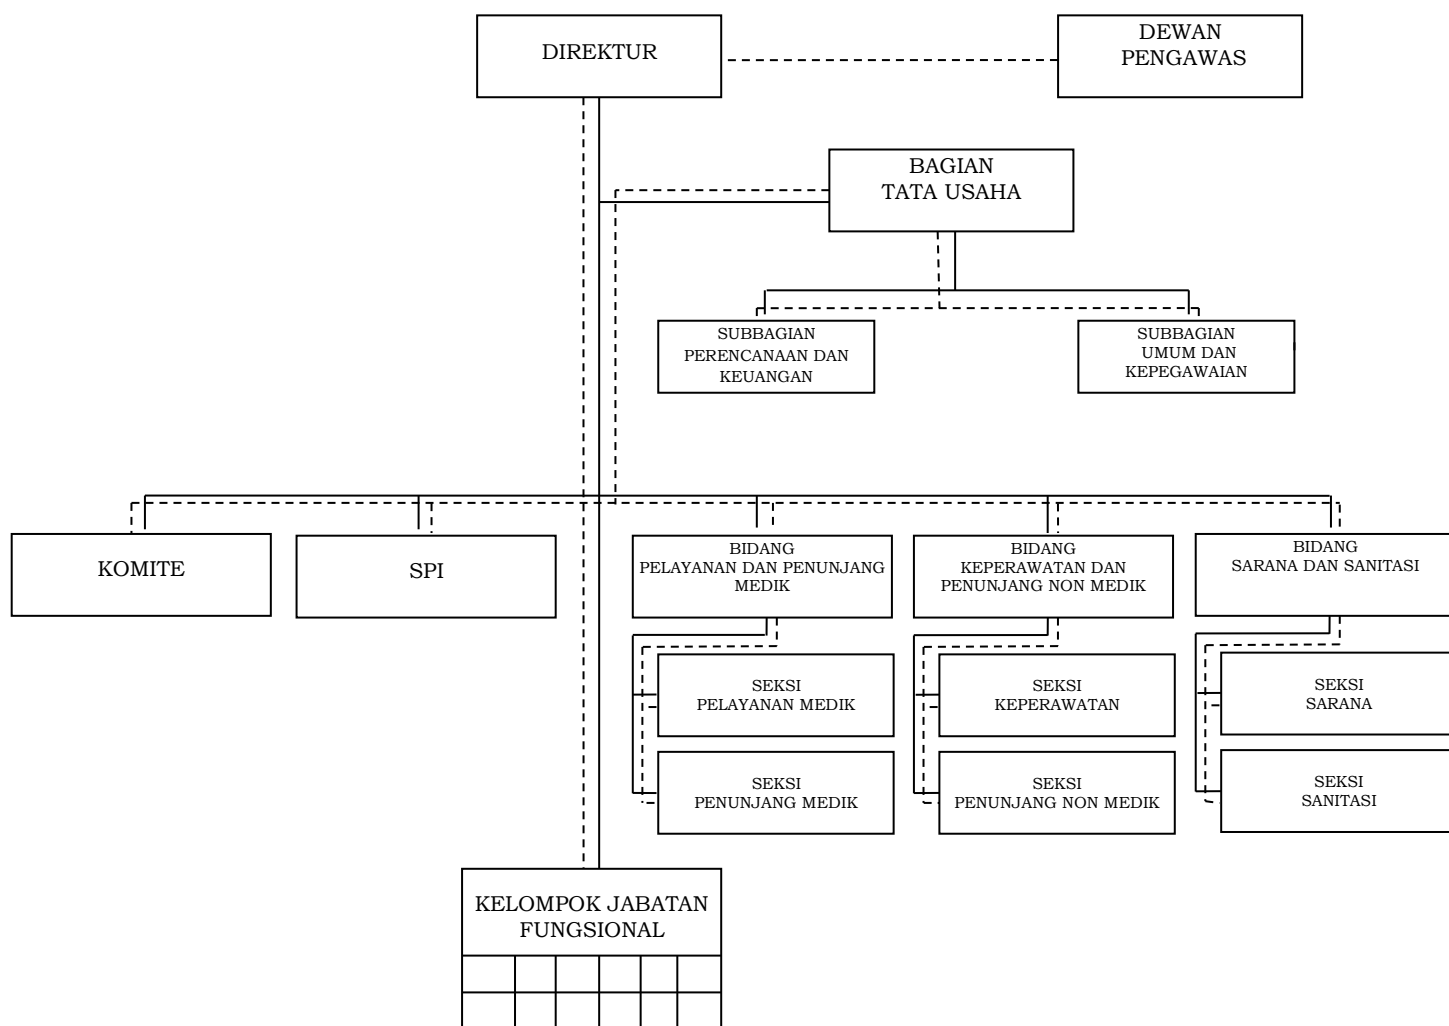 DIREKTUR
DEWAN
PENGAWAS
BAGIAN
TATA USAHA
SUBBAGIAN
PERENCANAAN DAN
KEUANGAN
SUBBAGIAN
UMUM DAN
KEPEGAWAIAN
KOMITE
SPI
BIDANG
PELAYANAN DAN PENUNJANG
MEDIK
BIDANG
KEPERAWATAN DAN
PENUNJANG NON MEDIK
BIDANG
SARANA DAN SANITASI
SEKSI
PELAYANAN MEDIK
SEKSI
KEPERAWATAN
SEKSI
SARANA
SEKSI
PENUNJANG MEDIK
SEKSI
PENUNJANG NON MEDIK
SEKSI
SANITASI
KELOMPOK JABATAN
FUNGSIONAL